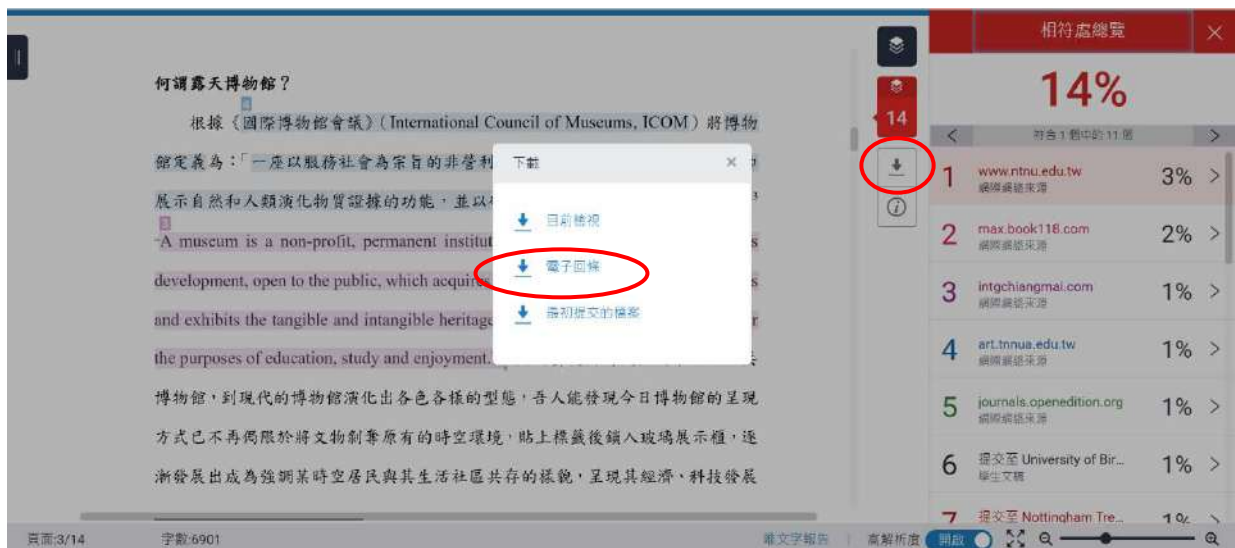 何謂露天博物館？
根據《國際博物館會議》（International Council of Museums, ICOM）將博物
館定義為：「一座以服務社會為宗旨的非營利
展示自然和人類演化物質證據的功能，並以
3
3
"A museum is a non-profit, permanent institut
s
development, open to the public, which acquires
s
and exhibits the tangible and intangible heritage
r
the purposes of education, study and enjoyment.
博物館，到現代的博物館演化出各色各樣的型態，吾人能發現今日博物館的呈現
方式已不再侷限於將文物剝奪原有的時空環境，貼上標籤後鎖入玻璃展示櫃，逐
漸發展出成為強調某時空居民與其生活社區共存的樣貌，呈現其經濟、科技發展
下載
×
目前檢視
電子回條
最初提交的檔案
14
相符處總覽
×
14%
< 符合 1 個中的 11 個 >
1 www.ntnu.edu.tw 3% >
網際網絡來源
2 max.book118.com 2% >
網際網絡來源
3 intgchiangmai.com 1% >
網際網絡來源
4 art.tnnua.edu.tw 1% >
網際網絡來源
5 journals.openedition.org 1% >
網際網絡來源
6 提交至 University of Bir... 1% >
學生文稿
7 提交至 Nottingham Tre... 1% >
頁面:3/14 字數:6901 純文字報告 | 高解析度 開啟